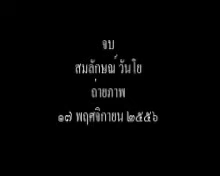 จบ
สมลักษณ์ วันโย
ถ่ายภาพ
๑๗ พฤศจิกายน ๒๕๕๖